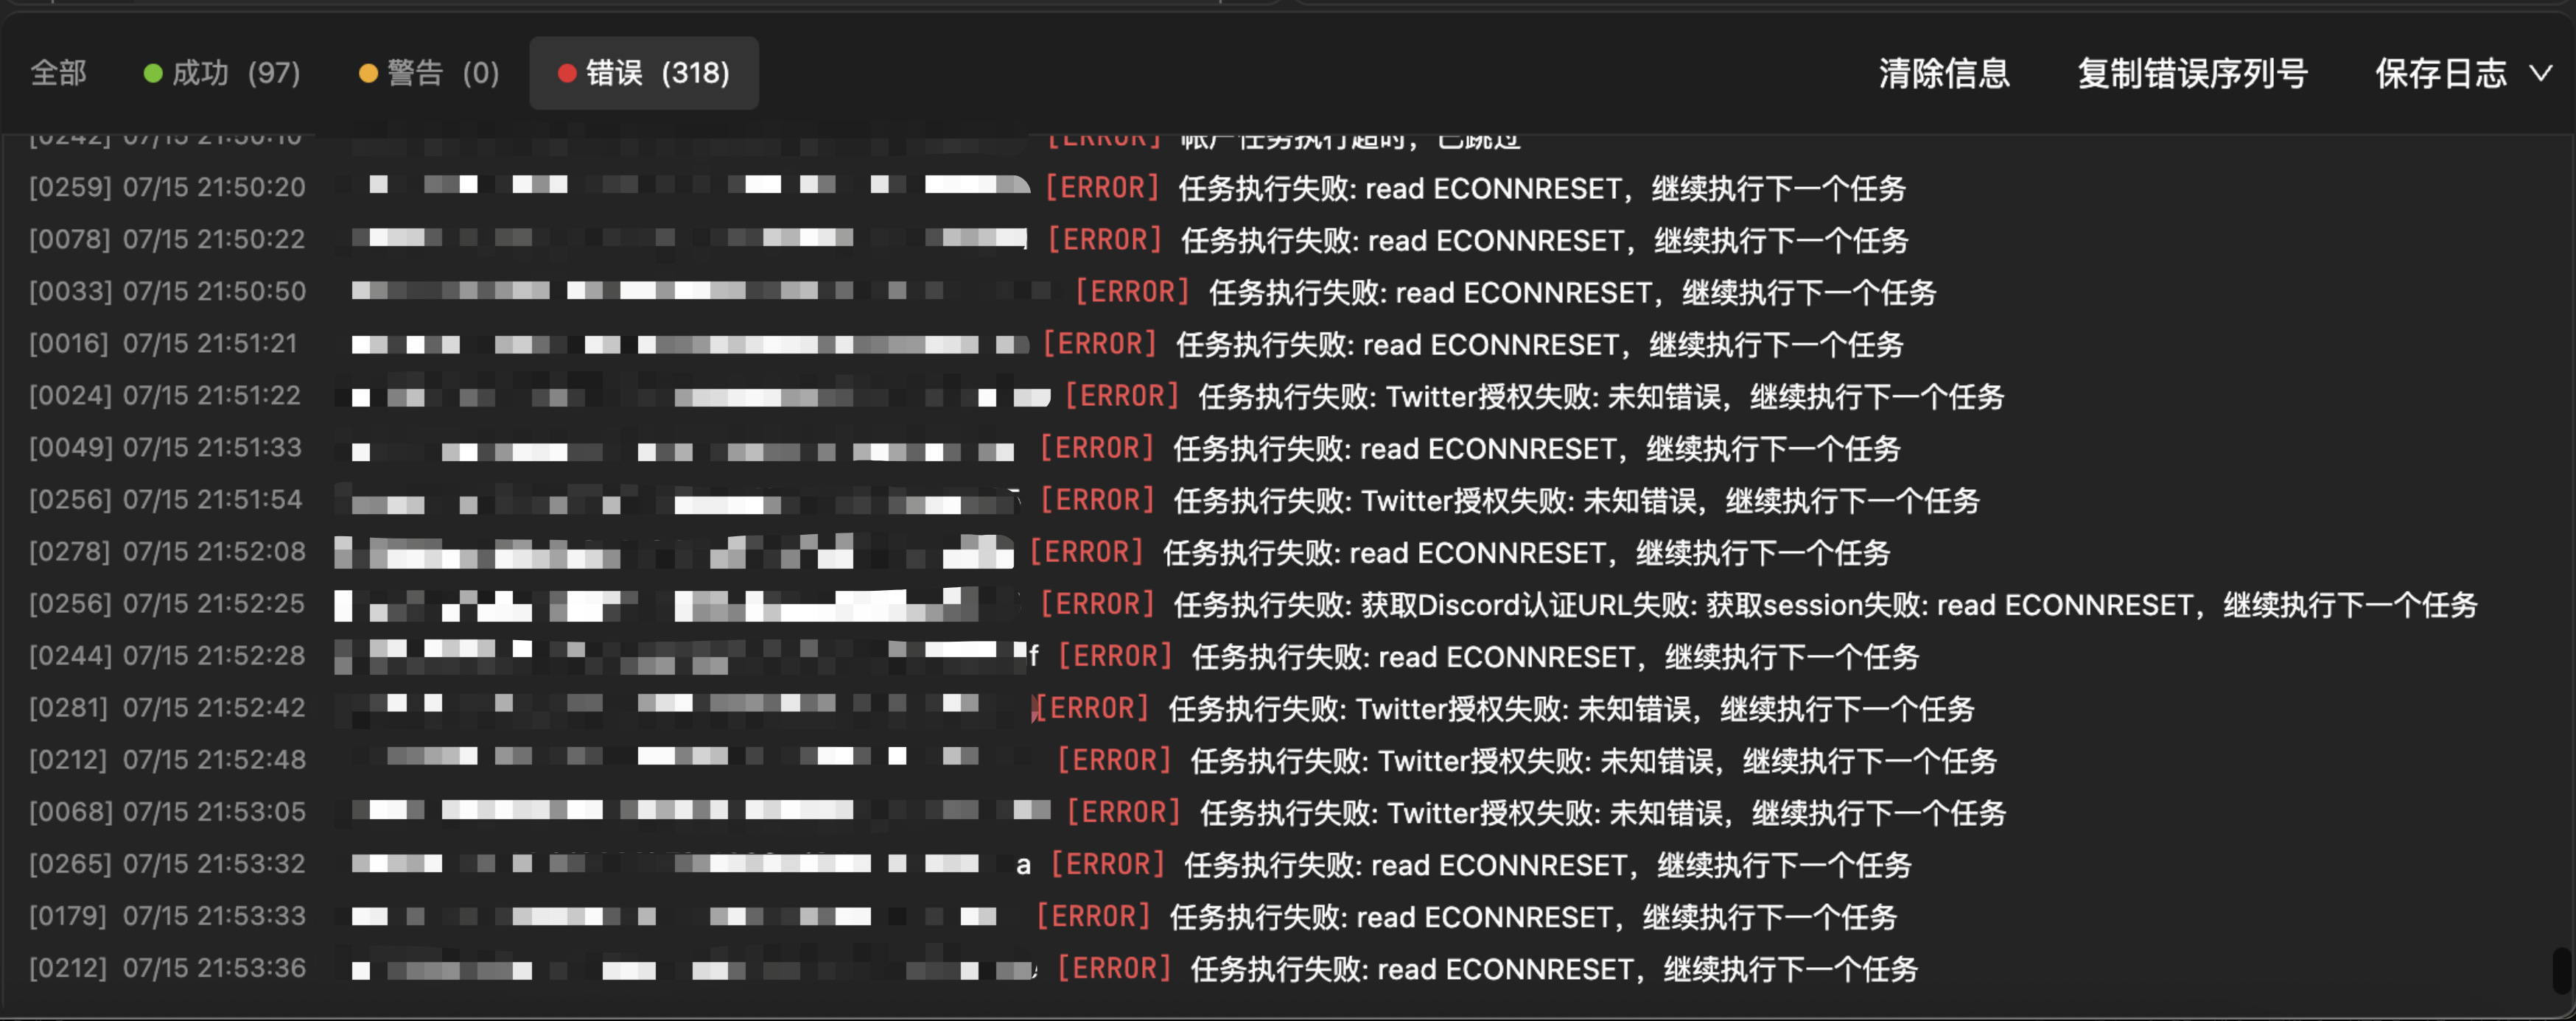 全部 成功 (97) 警告 (0) 错误 (318) 清除信息 复制错误序列号 保存日志
[0242] 07/15 21:50:10 [ERROR] 帐户任务执行超时，已跳过
[0259] 07/15 21:50:20 [ERROR] 任务执行失败: read ECONNRESET，继续执行下一个任务
[0078] 07/15 21:50:22 [ERROR] 任务执行失败: read ECONNRESET，继续执行下一个任务
[0033] 07/15 21:50:50 [ERROR] 任务执行失败: read ECONNRESET，继续执行下一个任务
[0016] 07/15 21:51:21 [ERROR] 任务执行失败: read ECONNRESET，继续执行下一个任务
[0024] 07/15 21:51:22 [ERROR] 任务执行失败: Twitter授权失败: 未知错误，继续执行下一个任务
[0049] 07/15 21:51:33 [ERROR] 任务执行失败: read ECONNRESET，继续执行下一个任务
[0256] 07/15 21:51:54 [ERROR] 任务执行失败: Twitter授权失败: 未知错误，继续执行下一个任务
[0278] 07/15 21:52:08 [ERROR] 任务执行失败: read ECONNRESET，继续执行下一个任务
[0256] 07/15 21:52:25 [ERROR] 任务执行失败: 获取Discord认证URL失败: 获取session失败: read ECONNRESET，继续执行下一个任务
[0244] 07/15 21:52:28 f [ERROR] 任务执行失败: read ECONNRESET，继续执行下一个任务
[0281] 07/15 21:52:42 [ERROR] 任务执行失败: Twitter授权失败: 未知错误，继续执行下一个任务
[0212] 07/15 21:52:48 [ERROR] 任务执行失败: Twitter授权失败: 未知错误，继续执行下一个任务
[0068] 07/15 21:53:05 [ERROR] 任务执行失败: Twitter授权失败: 未知错误，继续执行下一个任务
[0265] 07/15 21:53:32 a [ERROR] 任务执行失败: read ECONNRESET，继续执行下一个任务
[0179] 07/15 21:53:33 [ERROR] 任务执行失败: read ECONNRESET，继续执行下一个任务
[0212] 07/15 21:53:36 [ERROR] 任务执行失败: read ECONNRESET，继续执行下一个任务